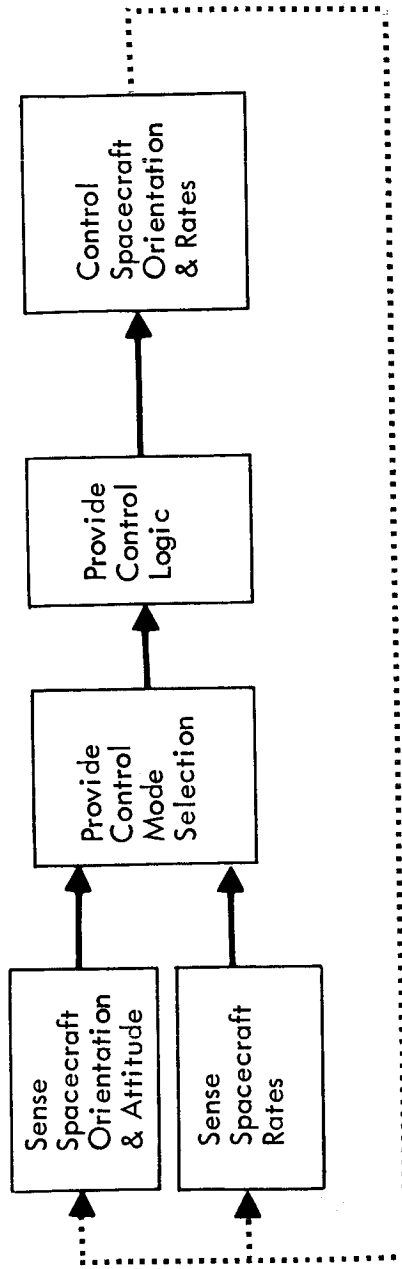 Sense
Spacecraft
Orientation
& Attitude
Sense
Spacecraft
Rates
Provide
Control
Mode
Selection
Provide
Control
Logic
Control
Spacecraft
Orientation
& Rates